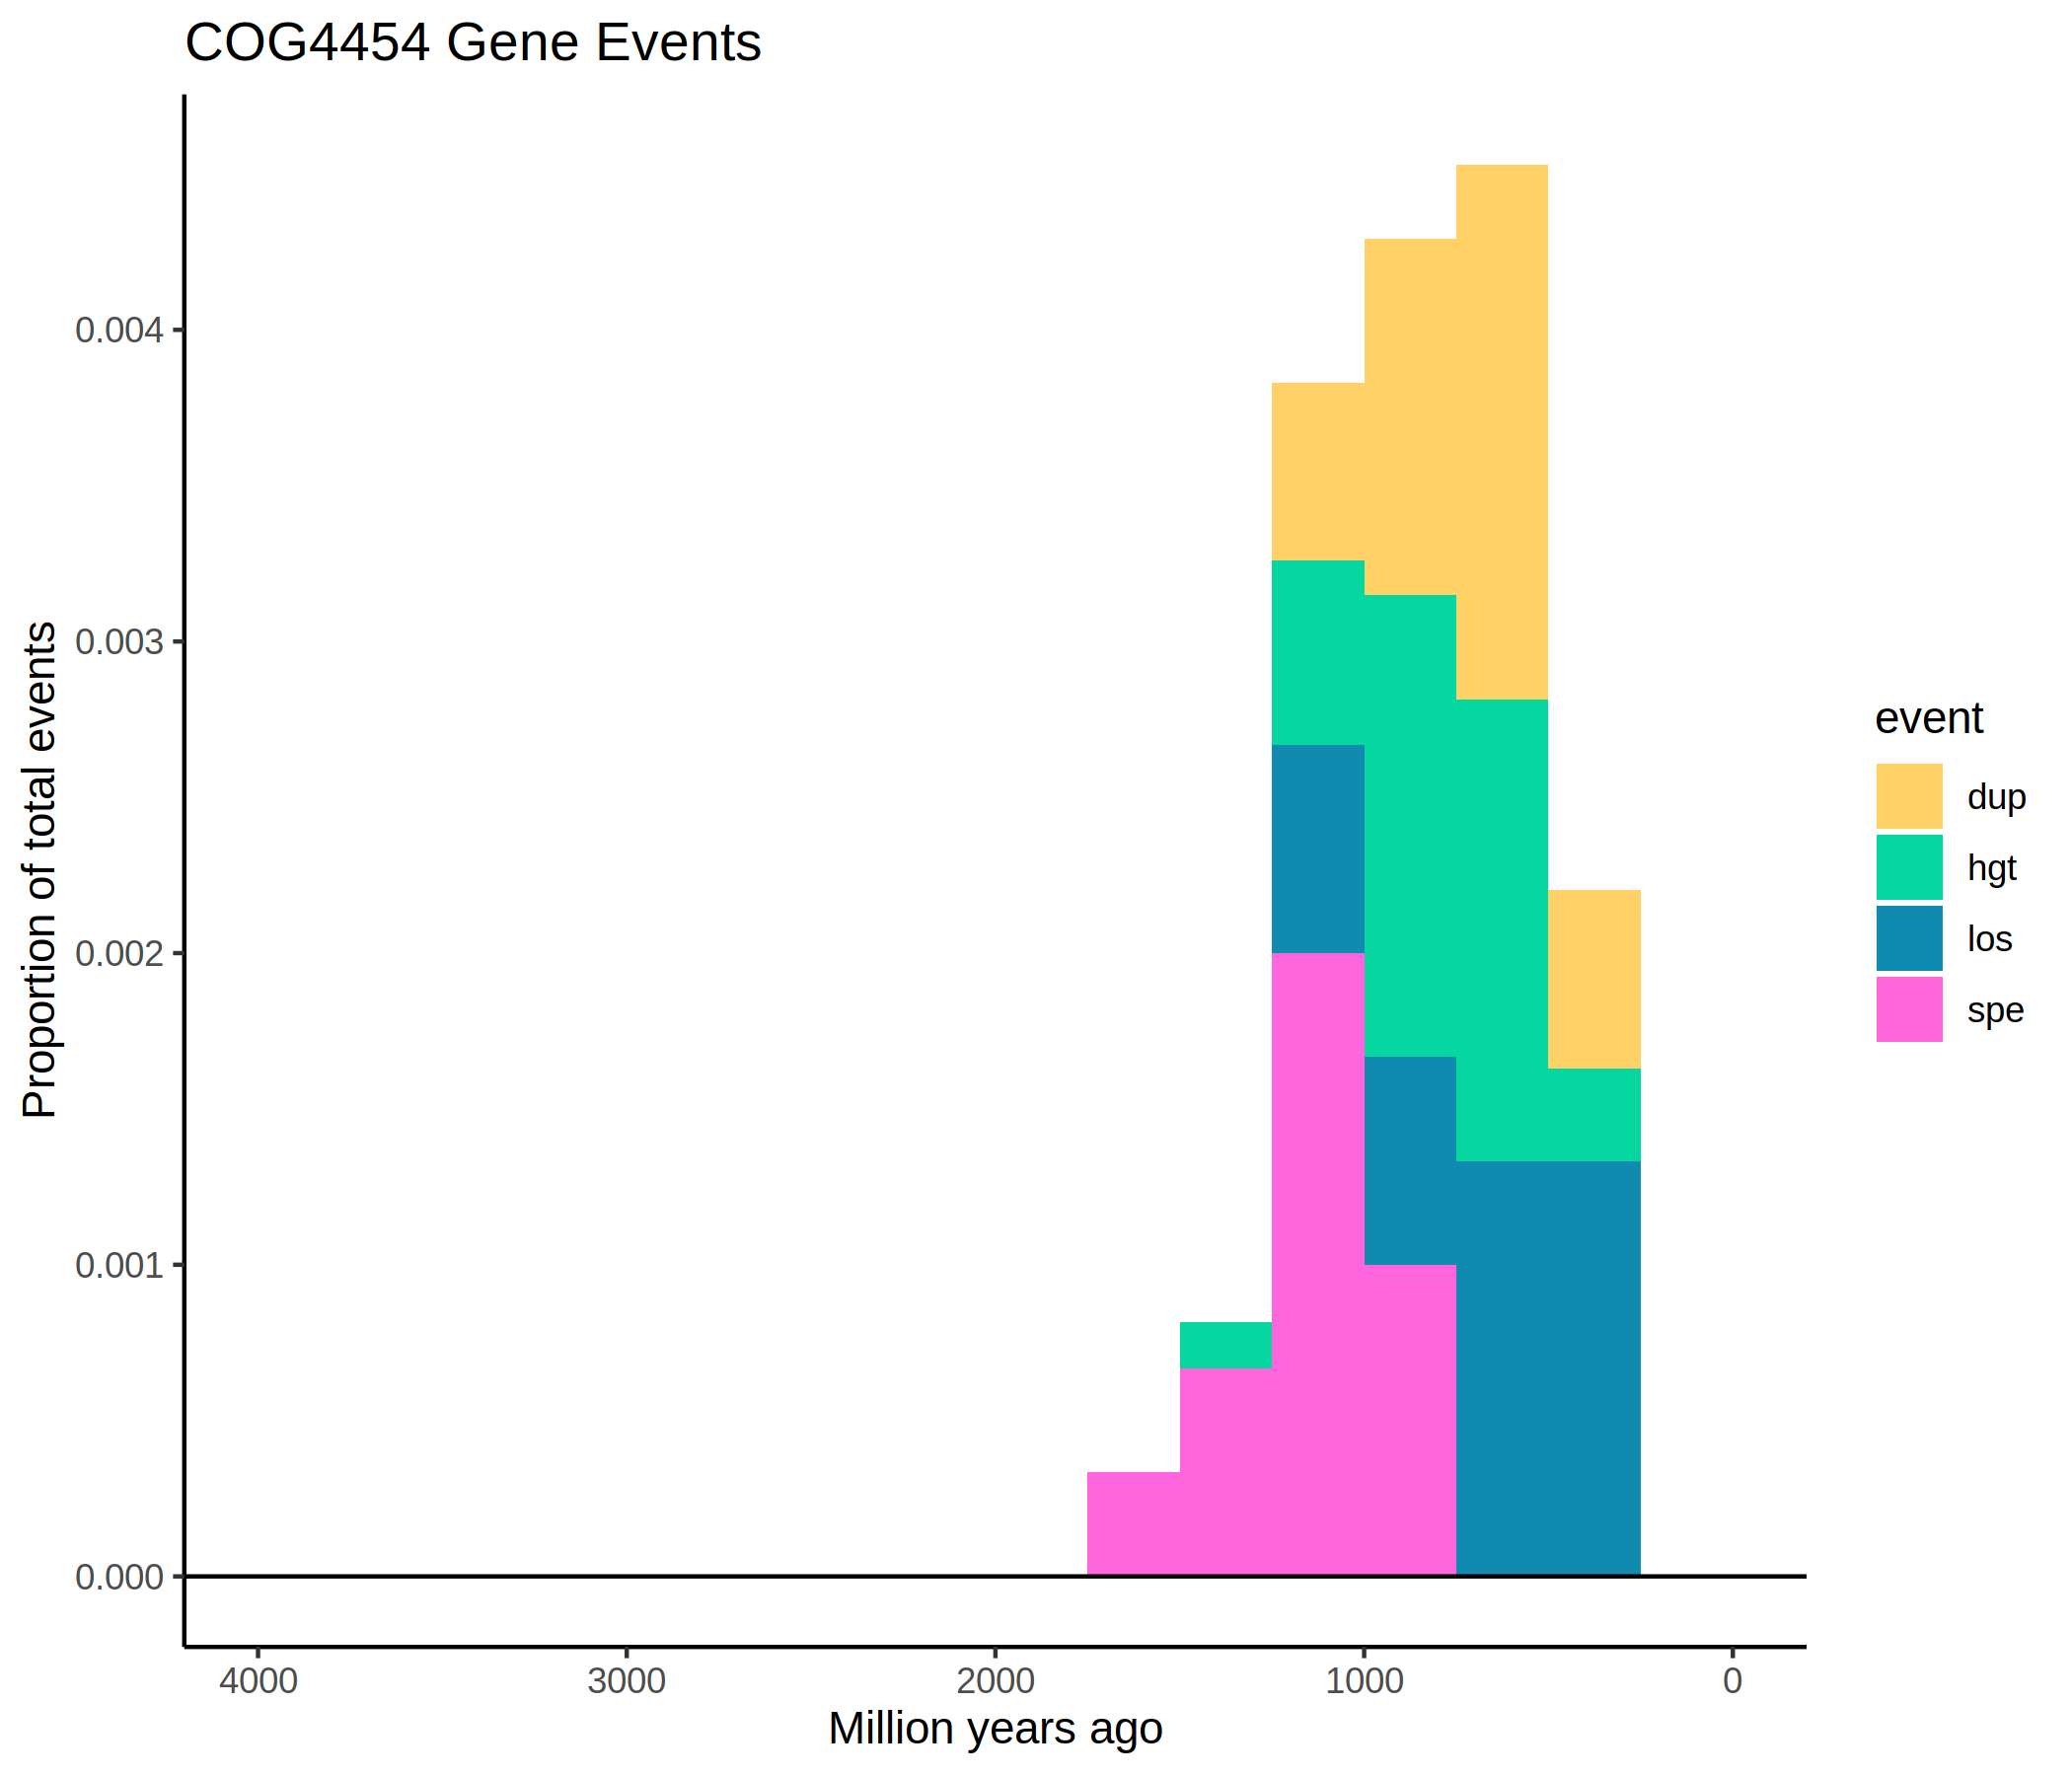 COG4454 Gene Events
Proportion of total events
0.004
0.003
0.002
0.001
0.000
4000 3000 2000 1000 0
Million years ago
event
dup
hgt
los
spe